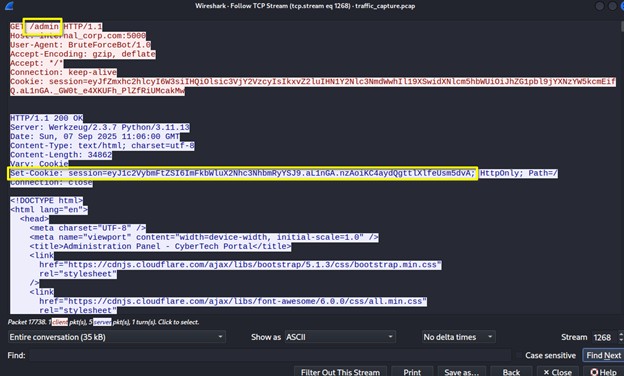 Wireshark - Follow TCP Stream (tcp.stream eq 1268) - traffic_capture.pcap
GET /admin HTTP/1.1
Host: internal_corp.com:5000
User-Agent: BruteForceBot/1.0
Accept-Encoding: gzip, deflate
Accept: */*
Connection: keep-alive
Cookie:
HTTP/1.1 200 OK
Server: Werkzeug/2.3.7 Python/3.11.13
Date: Sun, 07 Sep 2025 11:06:00 GMT
Content-Type: text/html; charset=utf-8
Content-Length: 34862
Vary: Cookie
Set-Cookie: HttpOnly; Path=/
Connection: close
<!DOCTYPE html>
<html lang="en">
<head>
<meta charset="UTF-8" />
<meta name="viewport" content="width=device-width, initial-scale=1.0" />
<title>Administration Panel - CyberTech Portal</title>
<link
href="https://cdnjs.cloudflare.com/ajax/libs/bootstrap/5.1.3/css/bootstrap.min.css"
rel="stylesheet"
/>
<link
href="https://cdnjs.cloudflare.com/ajax/libs/font-awesome/6.0.0/css/all.min.css"
rel="stylesheet"
Packet 17738. 1 client pkt(s), 5 server pkt(s), 1 turn(s). Click to select.
Entire conversation (35 kB) Show as ASCII No delta times Stream 1268
Find: Case sensitive Find Next
Filter Out This Stream Print Save as... Back Close Help